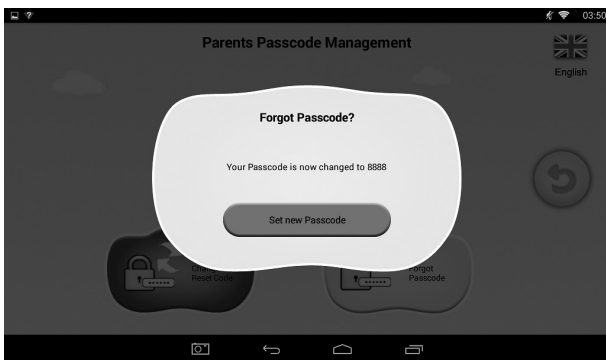 03:50
Parents Passcode Management
English
Forgot Passcode?
Your Passcode is now changed to 8888
Set new Passcode
Reset Code
Forgot
Passcode